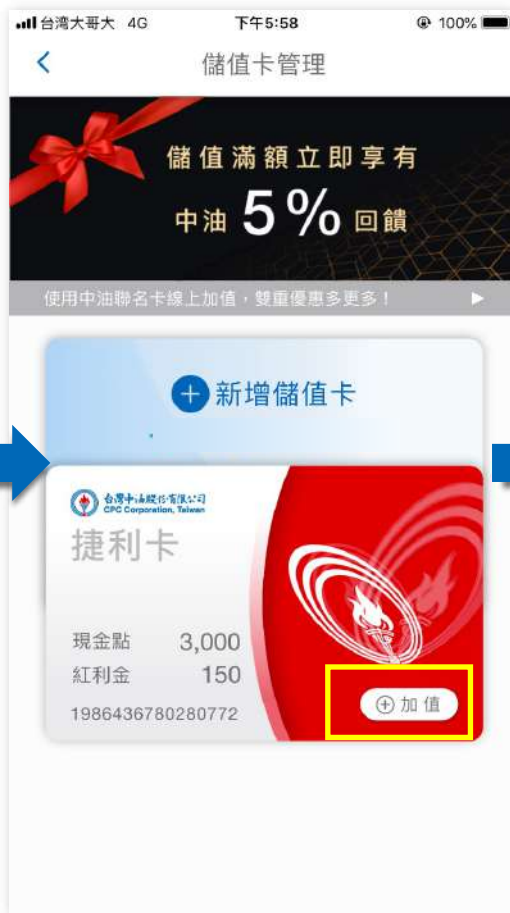 台湾大哥大 4G 下午5:58 100%
儲值卡管理
儲值滿額立即享有
中油 5% 回饋
使用中油聯名卡線上加值，雙重優惠多更多！
新增儲值卡
台灣中油股份有限公司
CPC Corporation, Taiwan
捷利卡
現金點 3,000
紅利金 150
1986436780280772
加值